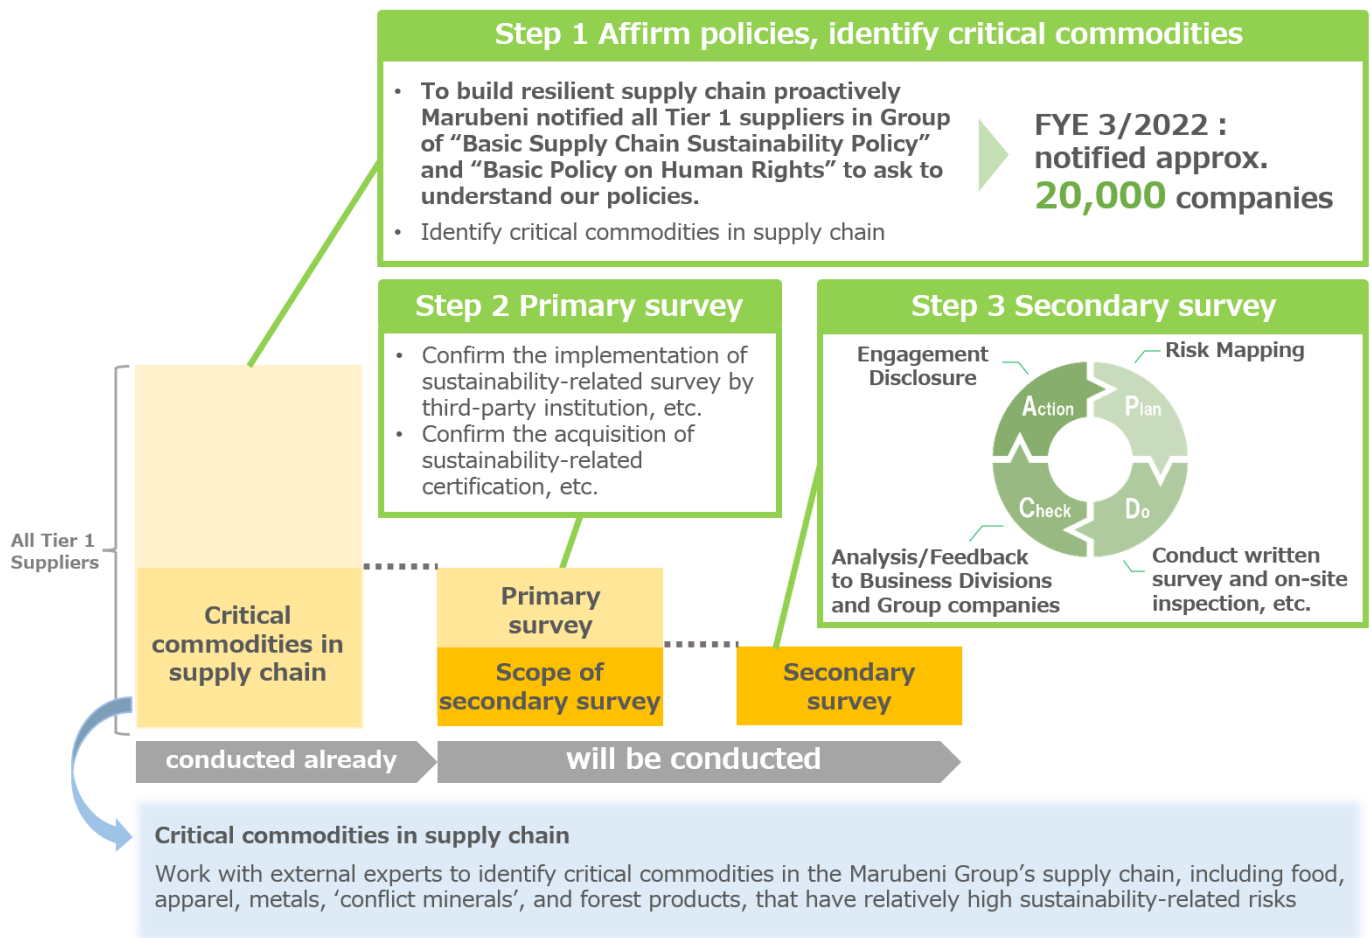 Step 1 Affirm policies, identify critical commodities
• To build resilient supply chain proactively
Marubeni notified all Tier 1 suppliers in Group
of “Basic Supply Chain Sustainability Policy”
and “Basic Policy on Human Rights” to ask to
understand our policies.
• Identify critical commodities in supply chain
FYE 3/2022 :
notified approx.
20,000 companies
Step 2 Primary survey
• Confirm the implementation of
sustainability-related survey by
third-party institution, etc.
• Confirm the acquisition of
sustainability-related
certification, etc.
Step 3 Secondary survey
Engagement
Disclosure
Risk Mapping
Action
Plan
Check
Do
Analysis/Feedback
to Business Divisions
and Group companies
Conduct written
survey and on-site
inspection, etc.
All Tier 1
Suppliers
Critical
commodities in
supply chain
Primary
survey
Scope of
secondary survey
Secondary
survey
conducted already
will be conducted
Critical commodities in supply chain
Work with external experts to identify critical commodities in the Marubeni Group’s supply chain, including food,
apparel, metals, ‘conflict minerals’, and forest products, that have relatively high sustainability-related risks